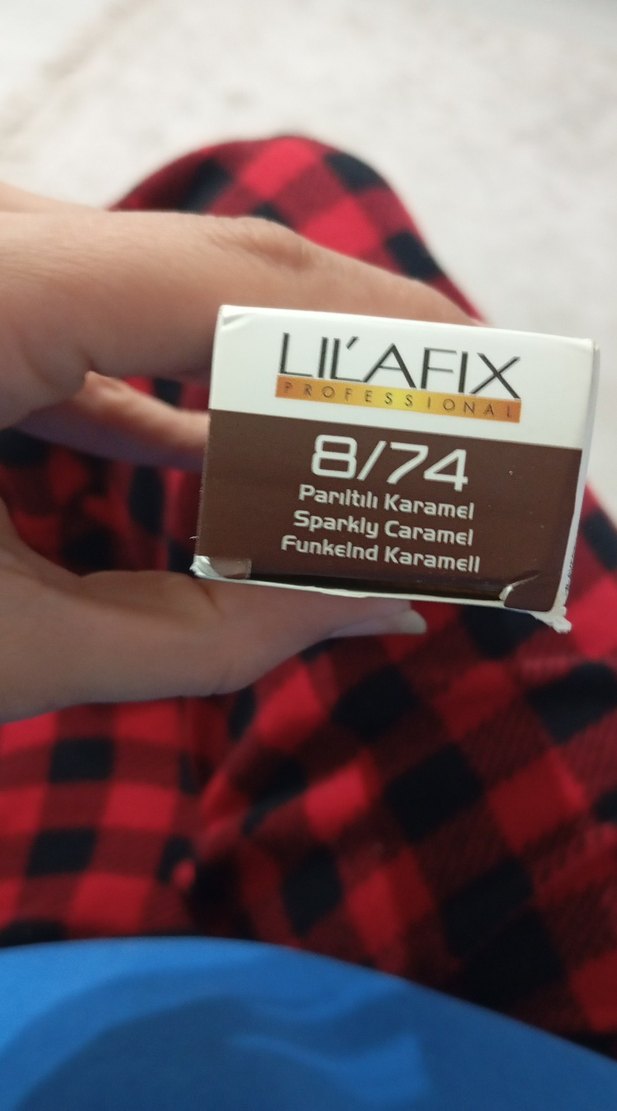 LIL'AFIX
PROFESSIONAL
8/74
Parıltılı Karamel
Sparkly Caramel
Funkelnd Karamell